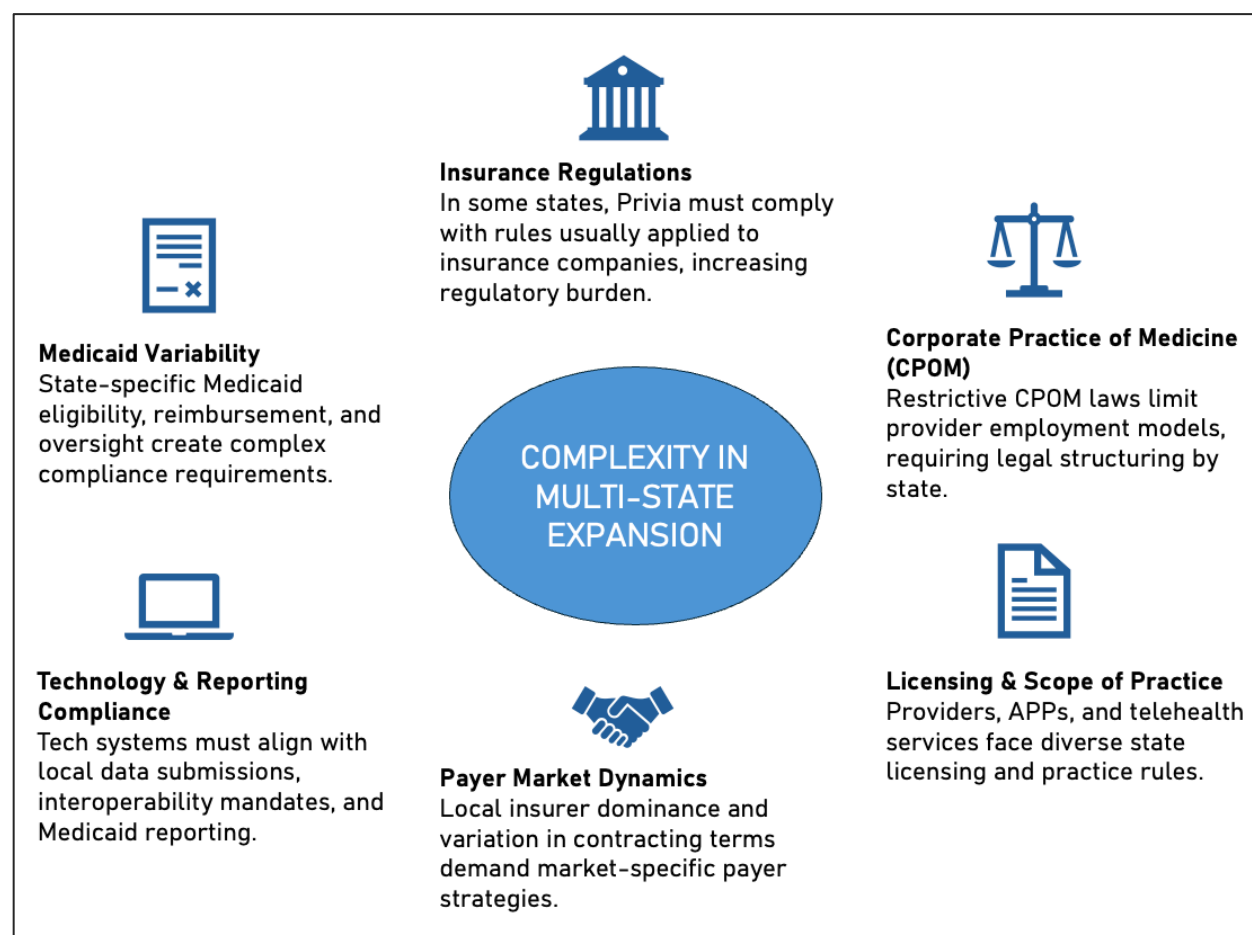 Insurance Regulations
In some states, Privia must comply
with rules usually applied to
insurance companies, increasing
regulatory burden.
Corporate Practice of Medicine
(CPOM)
Restrictive CPOM laws limit
provider employment models,
requiring legal structuring by
state.
Licensing & Scope of Practice
Providers, APPs, and telehealth
services face diverse state
licensing and practice rules.
Payer Market Dynamics
Local insurer dominance and
variation in contracting terms
demand market-specific payer
strategies.
Technology & Reporting
Compliance
Tech systems must align with
local data submissions,
interoperability mandates, and
Medicaid reporting.
Medicaid Variability
State-specific Medicaid
eligibility, reimbursement, and
oversight create complex
compliance requirements.
COMPLEXITY IN
MULTI-STATE
EXPANSION